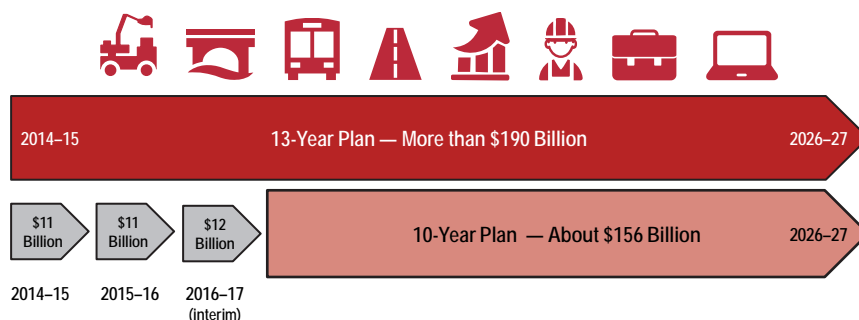 2014–15
13-Year Plan — More than $190 Billion
2026–27
$11
Billion
$11
Billion
$12
Billion
10-Year Plan — About $156 Billion
2026–27
2014–15
2015–16
2016–17
(interim)